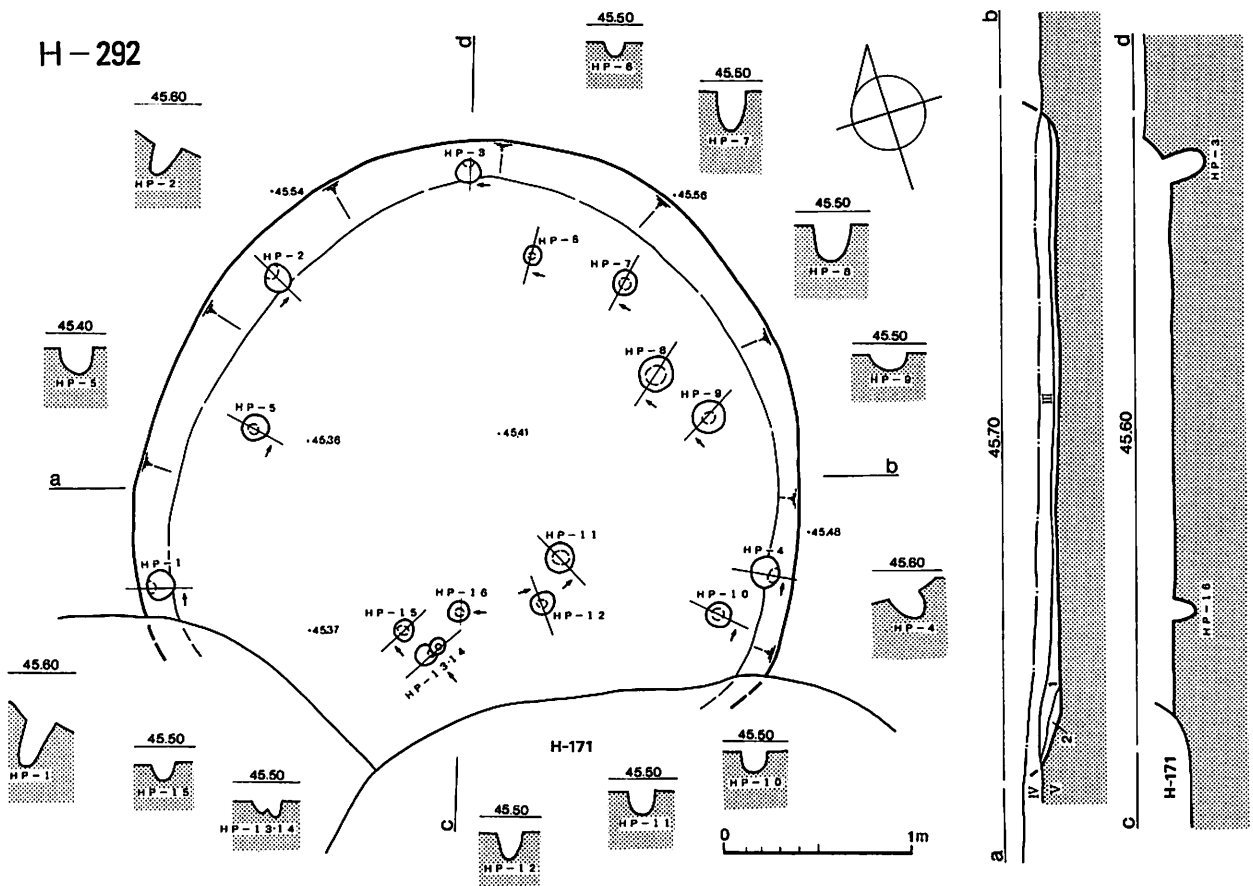 H-292
d
45.50
HP-6
45.50
HP-7
45.60
HP-2
HP-3
45.54
45.56
45.50
HP-8
HP-2
HP-6
HP-7
45.40
HP-5
HP-8
45.50
HP-9
HP-5
HP-9
45.36
45.41
a
b
HP-11
45.48
HP-4
HP-1
45.60
HP-4
HP-16
HP-15
HP-12
HP-10
45.37
HP-13·14
45.60
HP-1
45.50
HP-15
45.50
HP-13·14
H-171
45.50
HP-10
45.50
HP-11
c
45.50
HP-12
0
1m
b
45.70
III
1
2
IV
V
a
d
HP-3
45.60
HP-16
H-171
c